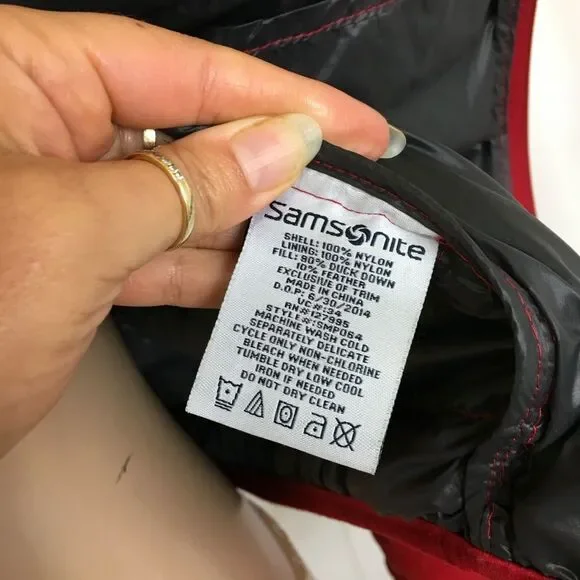 Samsonite
SHELL: 100% NYLON
LINING: 100% NYLON
FILL: 90% DUCK DOWN
10% FEATHER
EXCLUSIVE OF TRIM
MADE IN CHINA
D.O.P: 6/30/2014
VC#:34
RN#:127995
STYLE#:SMP064
MACHINE WASH COLD
SEPARATELY DELICATE
CYCLE ONLY NON-CHLORINE
BLEACH WHEN NEEDED
TUMBLE DRY LOW COOL
IRON IF NEEDED
DO NOT DRY CLEAN